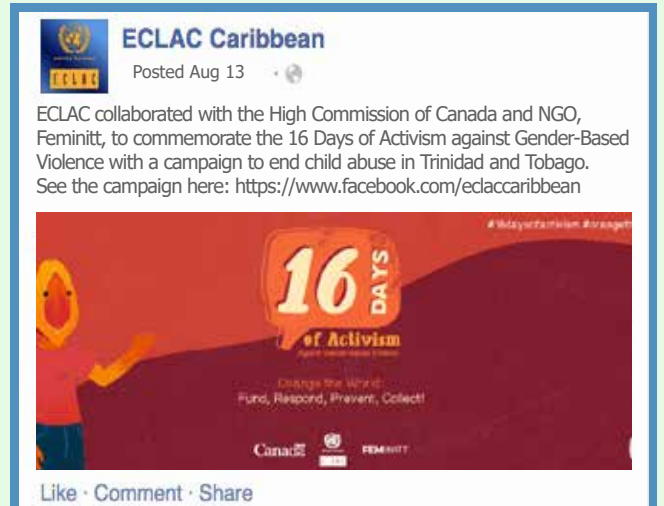 ECLAC
ECLAC Caribbean
Posted Aug 13
ECLAC collaborated with the High Commission of Canada and NGO,
Feminitt, to commemorate the 16 Days of Activism against Gender-Based
Violence with a campaign to end child abuse in Trinidad and Tobago.
See the campaign here: https://www.facebook.com/eclaccaribbean
16
DAYS
of Activism
Change the World:
Fund, Respond, Prevent, Collect!
Canada
FEMINITT
Like · Comment · Share